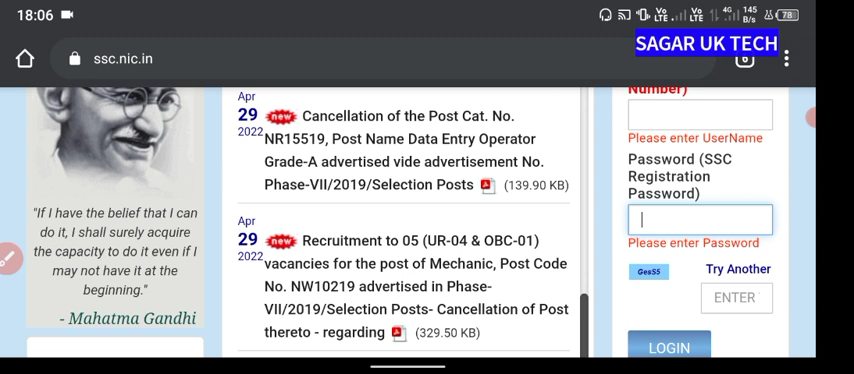 18:06
Vo LTE Vo LTE 4G 145 B/s 78
SAGAR UK TECH
ssc.nic.in
6
"If I have the belief that I can
do it, I shall surely acquire
the capacity to do it even if I
may not have it at the
beginning."
- Mahatma Gandhi
Apr
29
2022
new Cancellation of the Post Cat. No.
NR15519, Post Name Data Entry Operator
Grade-A advertised vide advertisement No.
Phase-VII/2019/Selection Posts (139.90 KB)
Apr
29
2022
new Recruitment to 05 (UR-04 & OBC-01)
vacancies for the post of Mechanic, Post Code
No. NW10219 advertised in Phase-
VII/2019/Selection Posts- Cancellation of Post
thereto - regarding (329.50 KB)
Number)
Please enter UserName
Password (SSC
Registration
Password)
Please enter Password
GesS5 Try Another
ENTER
LOGIN